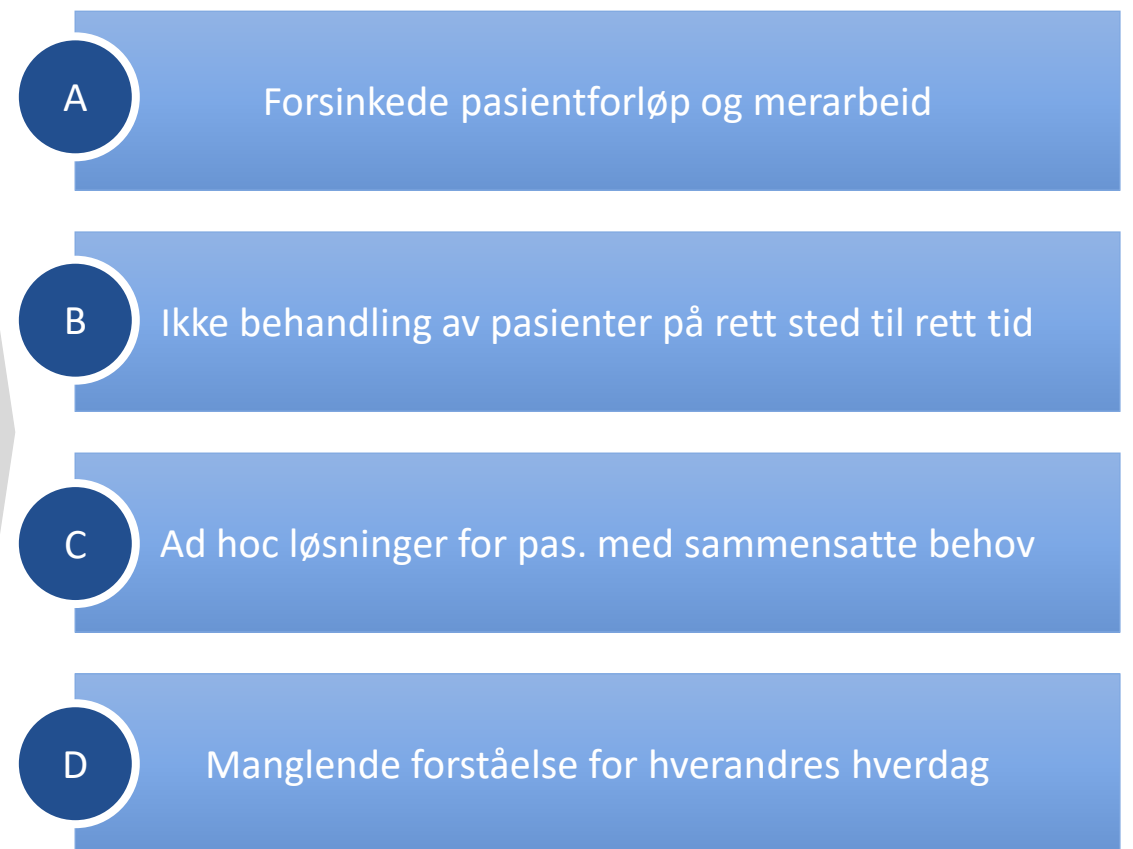 A
Forsinkede pasientforløp og merarbeid
B
Ikke behandling av pasienter på rett sted til rett tid
C
Ad hoc løsninger for pas. med sammensatte behov
D
Manglende forståelse for hverandres hverdag